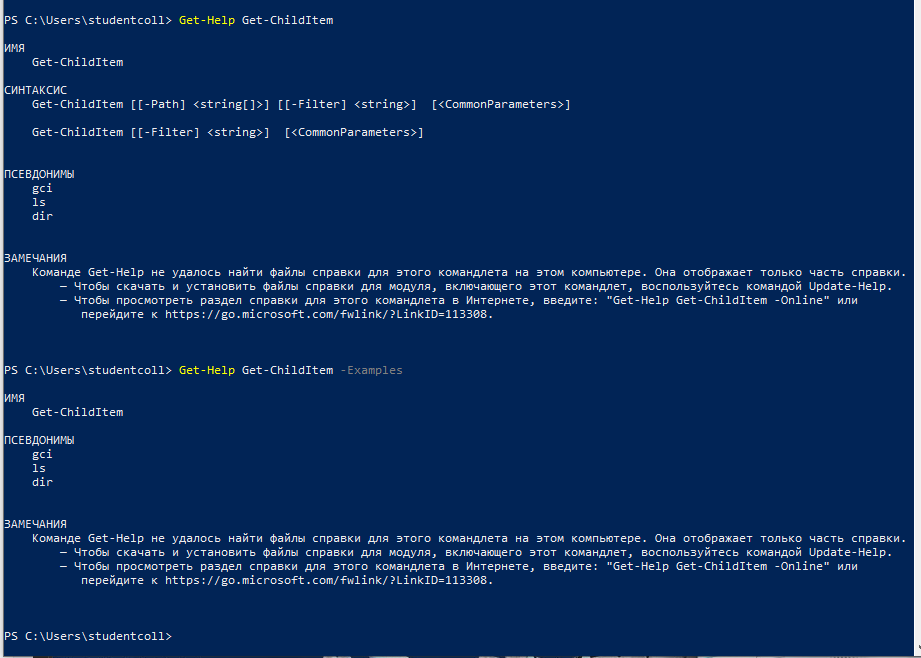 PS C:\Users\studentcoll> Get-Help Get-ChildItem
ИМЯ
Get-ChildItem
СИНТАКСИС
Get-ChildItem [[-Path] <string[]>] [[-Filter] <string>]  [<CommonParameters>]
Get-ChildItem [[-Filter] <string>]  [<CommonParameters>]
ПСЕВДОНИМЫ
gci
ls
dir
ЗАМЕЧАНИЯ
Команде Get-Help не удалось найти файлы справки для этого командлета на этом компьютере. Она отображает только часть справки.
— Чтобы скачать и установить файлы справки для модуля, включающего этот командлет, воспользуйтесь командой Update-Help.
— Чтобы просмотреть раздел справки для этого командлета в Интернете, введите: "Get-Help Get-ChildItem -Online" или
перейдите к https://go.microsoft.com/fwlink/?LinkID=113308.
PS C:\Users\studentcoll> Get-Help Get-ChildItem -Examples
ИМЯ
Get-ChildItem
ПСЕВДОНИМЫ
gci
ls
dir
ЗАМЕЧАНИЯ
Команде Get-Help не удалось найти файлы справки для этого командлета на этом компьютере. Она отображает только часть справки.
— Чтобы скачать и установить файлы справки для модуля, включающего этот командлет, воспользуйтесь командой Update-Help.
— Чтобы просмотреть раздел справки для этого командлета в Интернете, введите: "Get-Help Get-ChildItem -Online" или
перейдите к https://go.microsoft.com/fwlink/?LinkID=113308.
PS C:\Users\studentcoll>